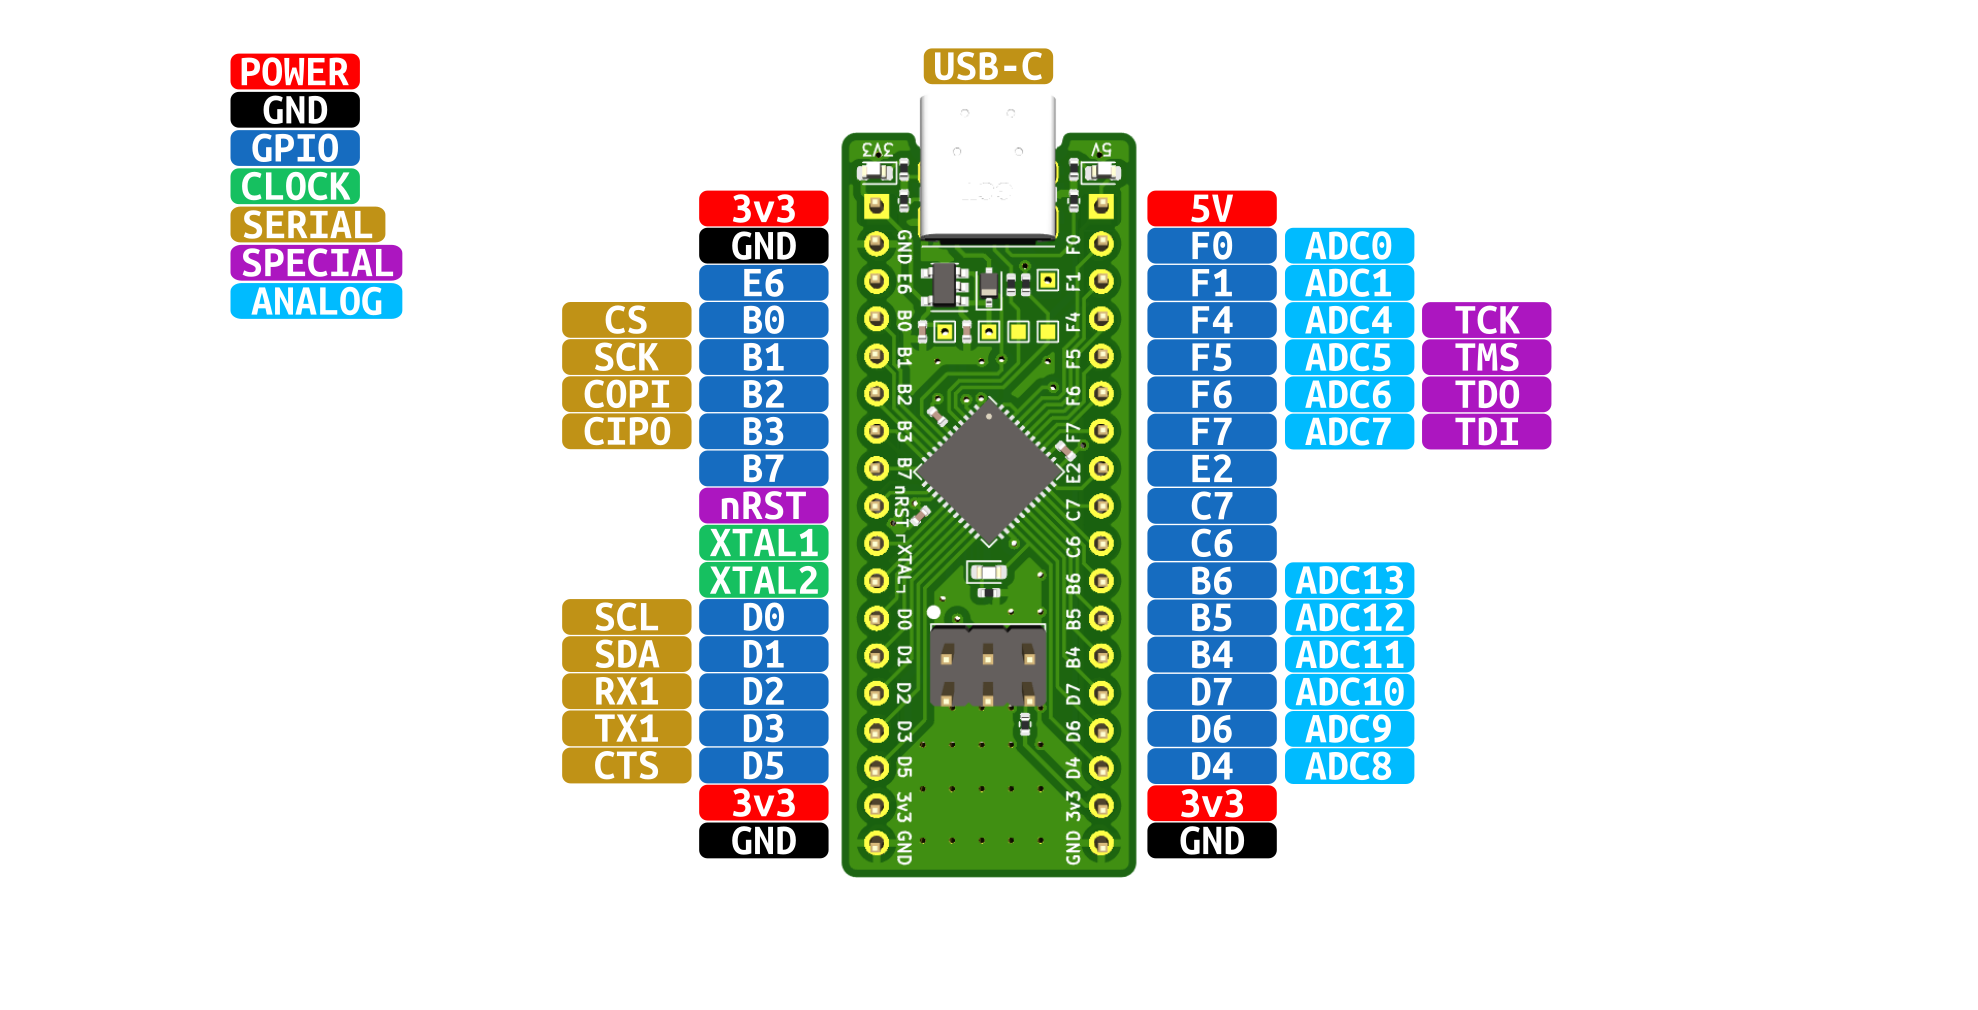 USB-C
POWER
GND
GPIO
CLOCK
SERIAL
SPECIAL
ANALOG
3V3
5V
3v3
5V
GND
GND
F0
F0
ADC0
E6
E6
F1
F1
ADC1
CS
B0
B0
F4
F4
ADC4
TCK
SCK
B1
B1
F5
F5
ADC5
TMS
COPI
B2
B2
F6
F6
ADC6
TDO
CIPO
B3
B3
F7
F7
ADC7
TDI
B7
B7
E2
E2
nRST
nRST
C7
C7
XTAL1
XTAL
C6
C6
XTAL2
B6
B6
ADC13
SCL
D0
D0
B5
B5
ADC12
SDA
D1
D1
B4
B4
ADC11
RX1
D2
D2
D7
D7
ADC10
TX1
D3
D3
D6
D6
ADC9
CTS
D5
D5
D4
D4
ADC8
3v3
3v3
3v3
3v3
GND
GND
GND
GND